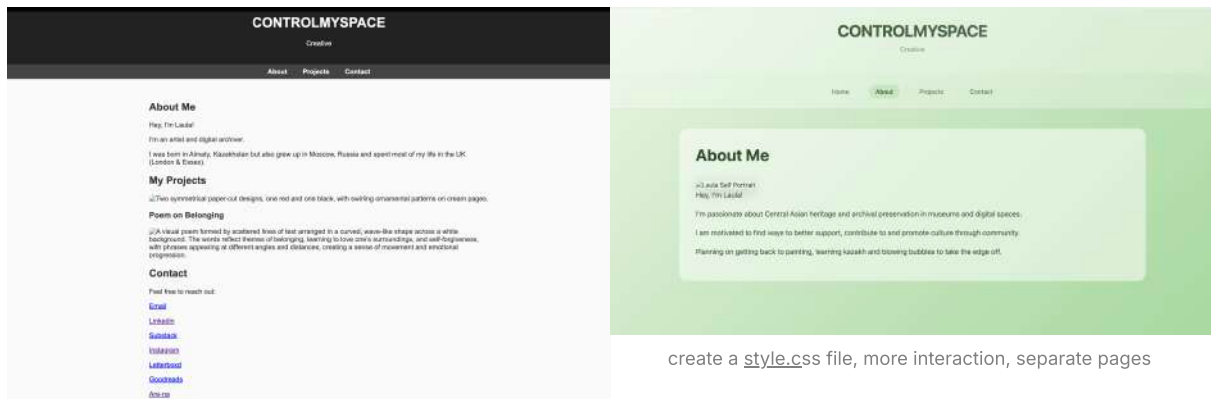 CONTROLMYSPACE
Creative
About Projects Contact
About Me
Hey, I'm Laula!
I'm an artist and digital archiver.
I was born in Almaty, Kazakhstan but also grew up in Moscow, Russia and spent most of my life in the UK
(London & Essex).
My Projects
Two symmetrical paper-cut designs, one red and one black, with swirling ornamental patterns on cream pages.
Poem on Belonging
A visual poem formed by scattered lines of text arranged in a curved, wave-like shape across a white
background. The words reflect themes of belonging, learning to love one's surroundings, and self-forgiveness,
with phrases appearing at different angles and distances, creating a sense of movement and emotional
progression.
Contact
Feel free to reach out:
Email
LinkedIn
Substack
Instagram
Letterboxd
Goodreads
Are.na
CONTROLMYSPACE
Creative
Home About Projects Contact
About Me
Laula Self Portrait
Hey, I'm Laula!
I'm passionate about Central Asian heritage and archival preservation in museums and digital spaces.
I am motivated to find ways to better support, contribute to and promote culture through community.
Planning on getting back to painting, learning kazakh and blowing bubbles to take the edge off.
create a style.css file, more interaction, separate pages